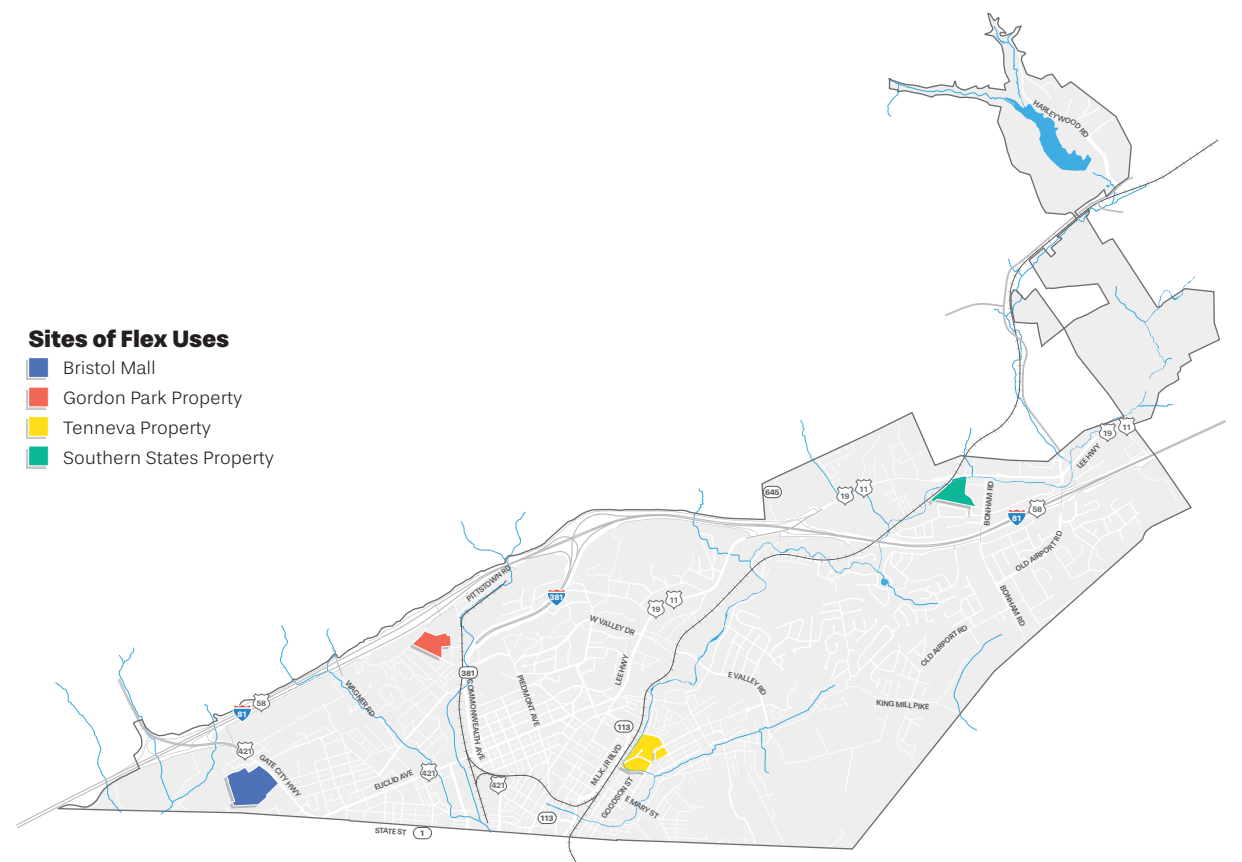 HARLEYWOOD RD
Sites of Flex Uses
Bristol Mall
Gordon Park Property
Tenneva Property
Southern States Property
19
11
LEE HWY
645
19
11
BONHAM RD
81
58
OLD AIRPORT RD
PITTSTOWN RD
381
19
11
BONHAM RD
W VALLEY DR
OLD AIRPORT RD
LEE HWY
381
WAGNER RD
COMMONWEALTH AVE
PIEDMONT AVE
E VALLEY RD
KING MILL PIKE
81
58
113
421
GATE CITY HWY
EUCLID AVE
421
421
M.L.K. JR BLVD
GOODSON ST
E MARY ST
113
STATE ST
1